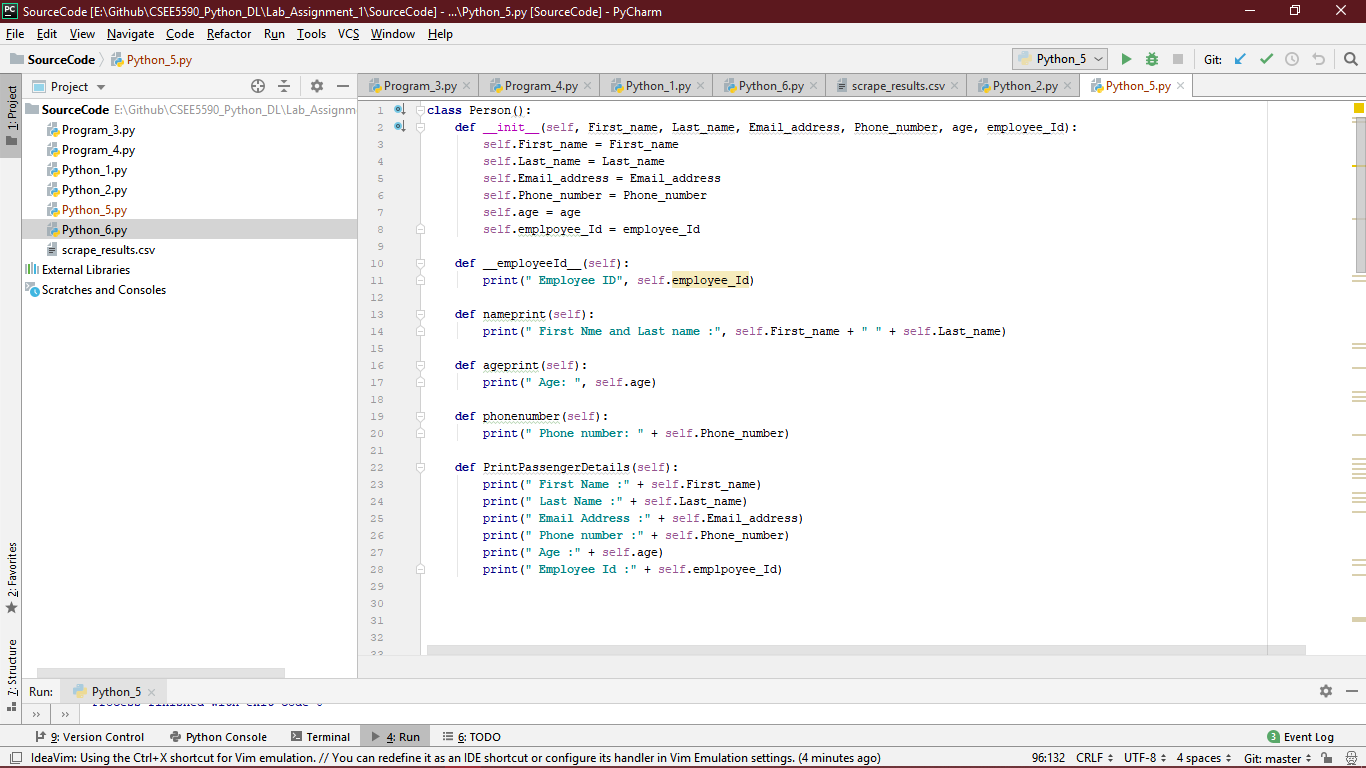 SourceCode [E:\Github\CSEE5590_Python_DL\Lab_Assignment_1\SourceCode] - ...\Python_5.py [SourceCode] - PyCharm
File Edit View Navigate Code Refactor Run Tools VCS Window Help
SourceCode Python_5.py Python_5 Git:
Project Program_3.py Program_4.py Python_1.py Python_6.py scrape_results.csv Python_2.py Python_5.py
1: Project
SourceCode E:\Github\CSEE5590_Python_DL\Lab_Assignm
Program_3.py
Program_4.py
Python_1.py
Python_2.py
Python_5.py
Python_6.py
scrape_results.csv
External Libraries
Scratches and Consoles
2: Favorites
7: Structure
1 class Person():
2 def __init__(self, First_name, Last_name, Email_address, Phone_number, age, employee_Id):
3 self.First_name = First_name
4 self.Last_name = Last_name
5 self.Email_address = Email_address
6 self.Phone_number = Phone_number
7 self.age = age
8 self.emplpoyee_Id = employee_Id
9
10 def __employeeId__(self):
11 print(" Employee ID", self.employee_Id)
12
13 def nameprint(self):
14 print(" First Nme and Last name :", self.First_name + " " + self.Last_name)
15
16 def ageprint(self):
17 print(" Age: ", self.age)
18
19 def phonenumber(self):
20 print(" Phone number: " + self.Phone_number)
21
22 def PrintPassengerDetails(self):
23 print(" First Name :" + self.First_name)
24 print(" Last Name :" + self.Last_name)
25 print(" Email Address :" + self.Email_address)
26 print(" Phone number :" + self.Phone_number)
27 print(" Age :" + self.age)
28 print(" Employee Id :" + self.emplpoyee_Id)
29
30
31
32
33
Run: Python_5
Process finished with exit code 0
9: Version Control Python Console Terminal 4: Run 6: TODO 3 Event Log
IdeaVim: Using the Ctrl+X shortcut for Vim emulation. // You can redefine it as an IDE shortcut or configure its handler in Vim Emulation settings. (4 minutes ago) 96:132 CRLF UTF-8 4 spaces Git: master